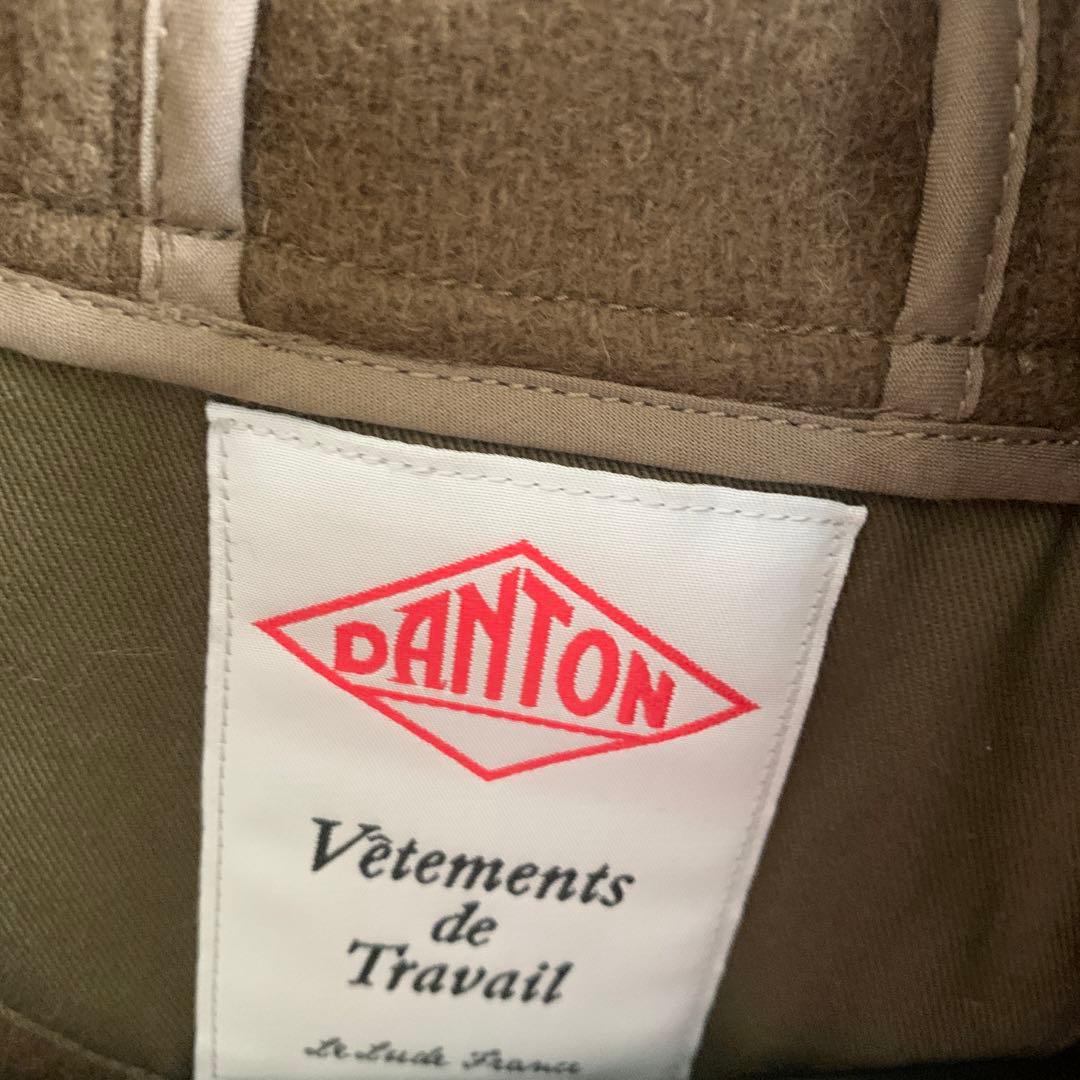 DANTON
Vêtements
de
Travail
Le Lude France